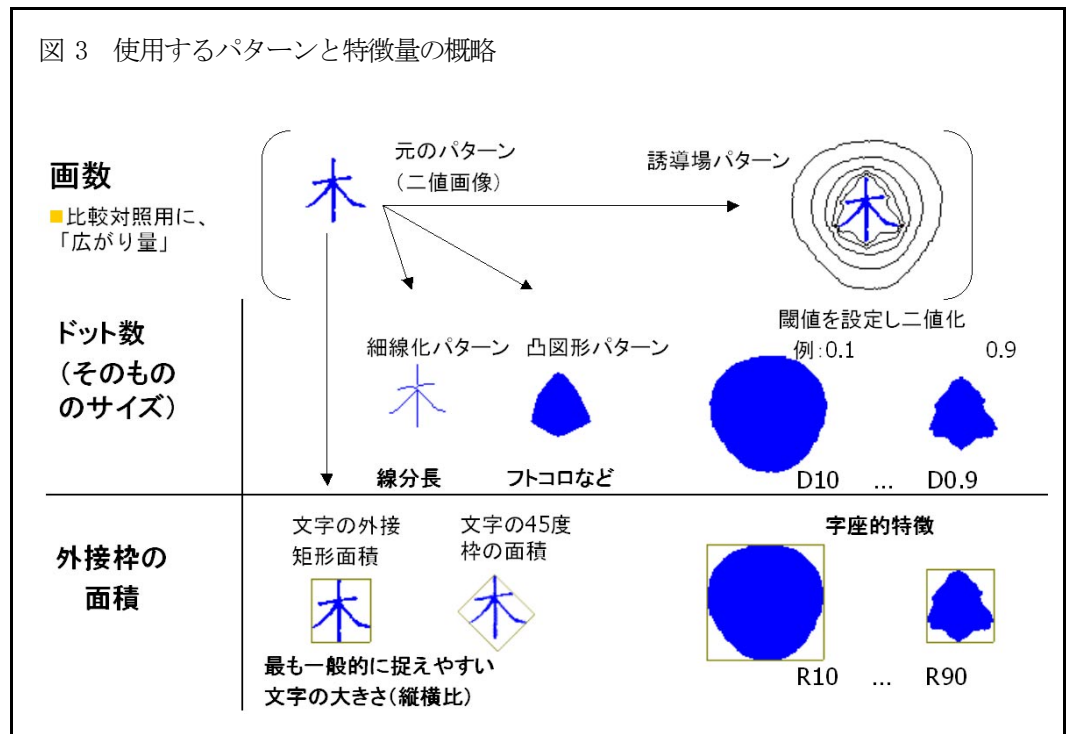 図 3　使用するパターンと特徴量の概略
画数
■比較対照用に、
「広がり量」
木
元のパターン
（二値画像）
誘導場パターン
木
ドット数
（そのもの
のサイズ）
細線化パターン
凸図形パターン
閾値を設定し二値化
例：0.1
0.9
木
線分長
フトコロなど
D10
...
D0.9
外接枠の
面積
文字の外接
矩形面積
文字の45度
枠の面積
字座的特徴
木
木
最も一般的に捉えやすい
文字の大きさ（縦横比）
R10
...
R90